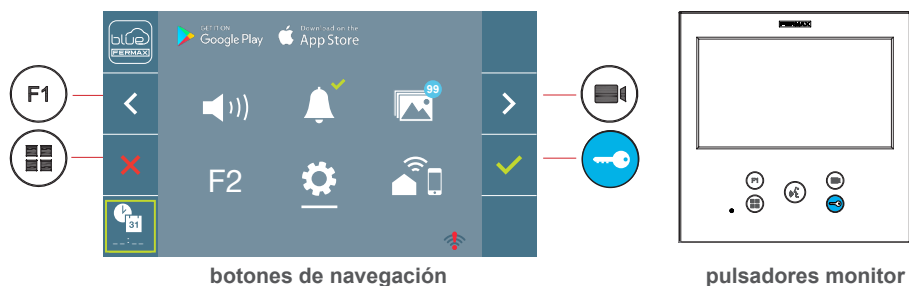 blue
FERMAX
GET IT ON
Google Play
Download on the
App Store
F1
99
F2
31
--:--
FERMAX
F1
botones de navegación
pulsadores monitor